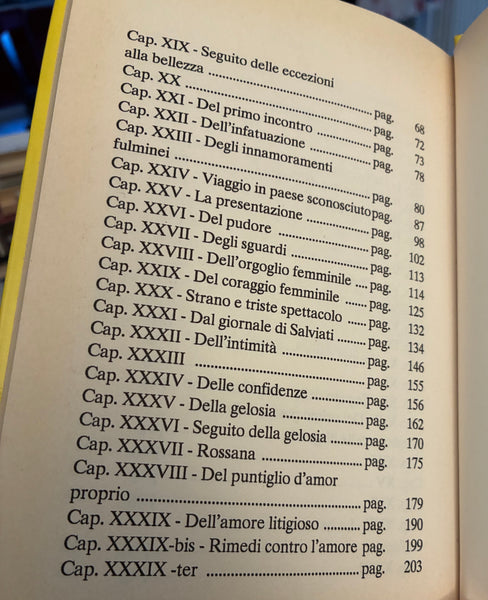 Cap. XIX - Seguito delle eccezioni
alla bellezza ........................................ pag. 68
Cap. XX ............................................. pag. 72
Cap. XXI - Del primo incontro ................ pag. 73
Cap. XXII - Dell'infatuazione ................. pag. 78
Cap. XXIII - Degli innamoramenti
fulminei ............................................. pag. 80
Cap. XXIV - Viaggio in paese sconosciuto pag. 87
Cap. XXV - La presentazione ................. pag. 98
Cap. XXVI - Del pudore ........................ pag. 102
Cap. XXVII - Degli sguardi .................... pag. 113
Cap. XXVIII - Dell'orgoglio femminile ..... pag. 114
Cap. XXIX - Del coraggio femminile ........ pag. 125
Cap. XXX - Strano e triste spettacolo ...... pag. 132
Cap. XXXI - Dal giornale di Salviati ......... pag. 134
Cap. XXXII - Dell'intimità ..................... pag. 146
Cap. XXXIII ........................................ pag. 155
Cap. XXXIV - Delle confidenze .............. pag. 156
Cap. XXXV - Della gelosia .................... pag. 162
Cap. XXXVI - Seguito della gelosia ......... pag. 170
Cap. XXXVII - Rossana ........................ pag. 175
Cap. XXXVIII - Del puntiglio d'amor
proprio .............................................. pag. 179
Cap. XXXIX - Dell'amore litigioso .......... pag. 190
Cap. XXXIX-bis - Rimedi contro l'amore pag. 199
Cap. XXXIX -ter .................................. pag. 203